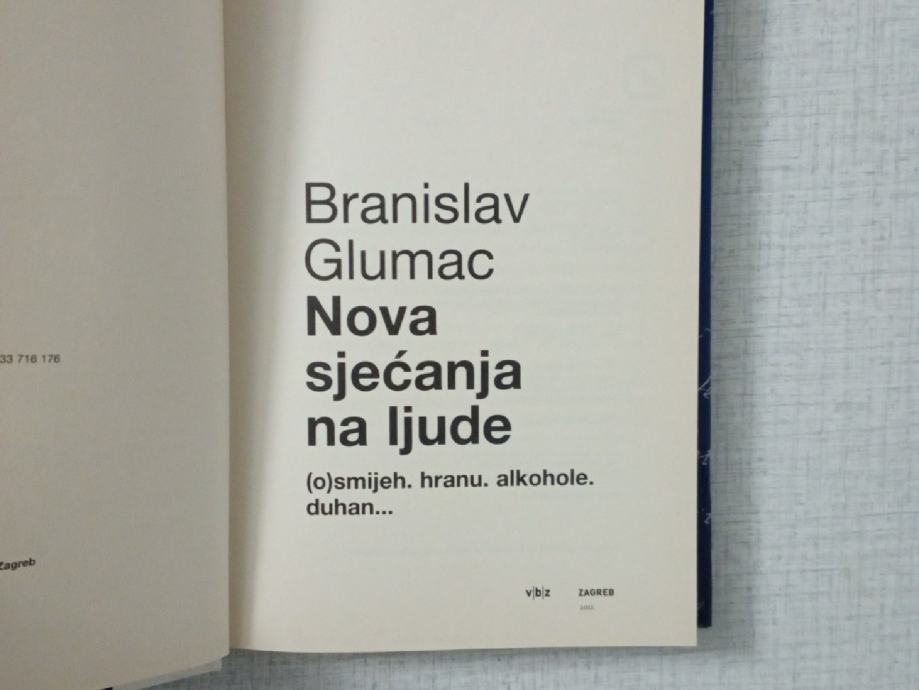 33 716 176
Zagreb
Branislav
Glumac
Nova
sjećanja
na ljude
(o)smijeh. hranu. alkohole.
duhan...
v|b|z ZAGREB